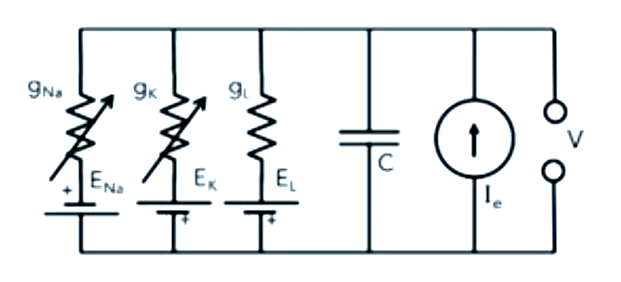 gNa
gK
gL
+
ENa
EK
+
EL
+
C
Ie
V